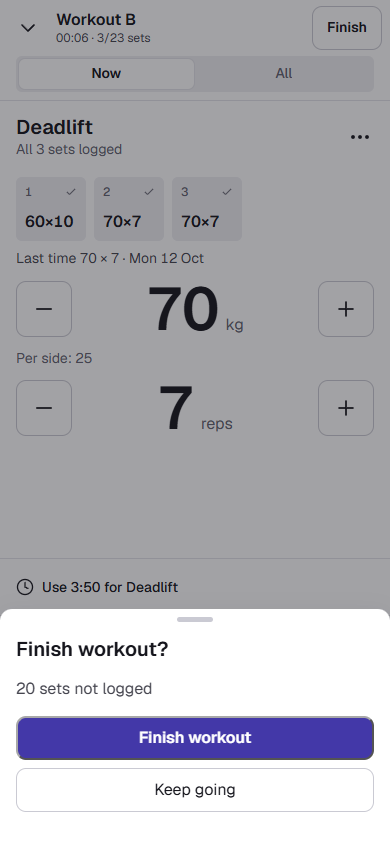 Workout B
00:06 · 3/23 sets
Finish
Now
All
Deadlift
All 3 sets logged
1
2
3
60×10
70×7
70×7
Last time 70 × 7 · Mon 12 Oct
70 kg
Per side: 25
7 reps
Use 3:50 for Deadlift
Finish workout?
20 sets not logged
Finish workout
Keep going